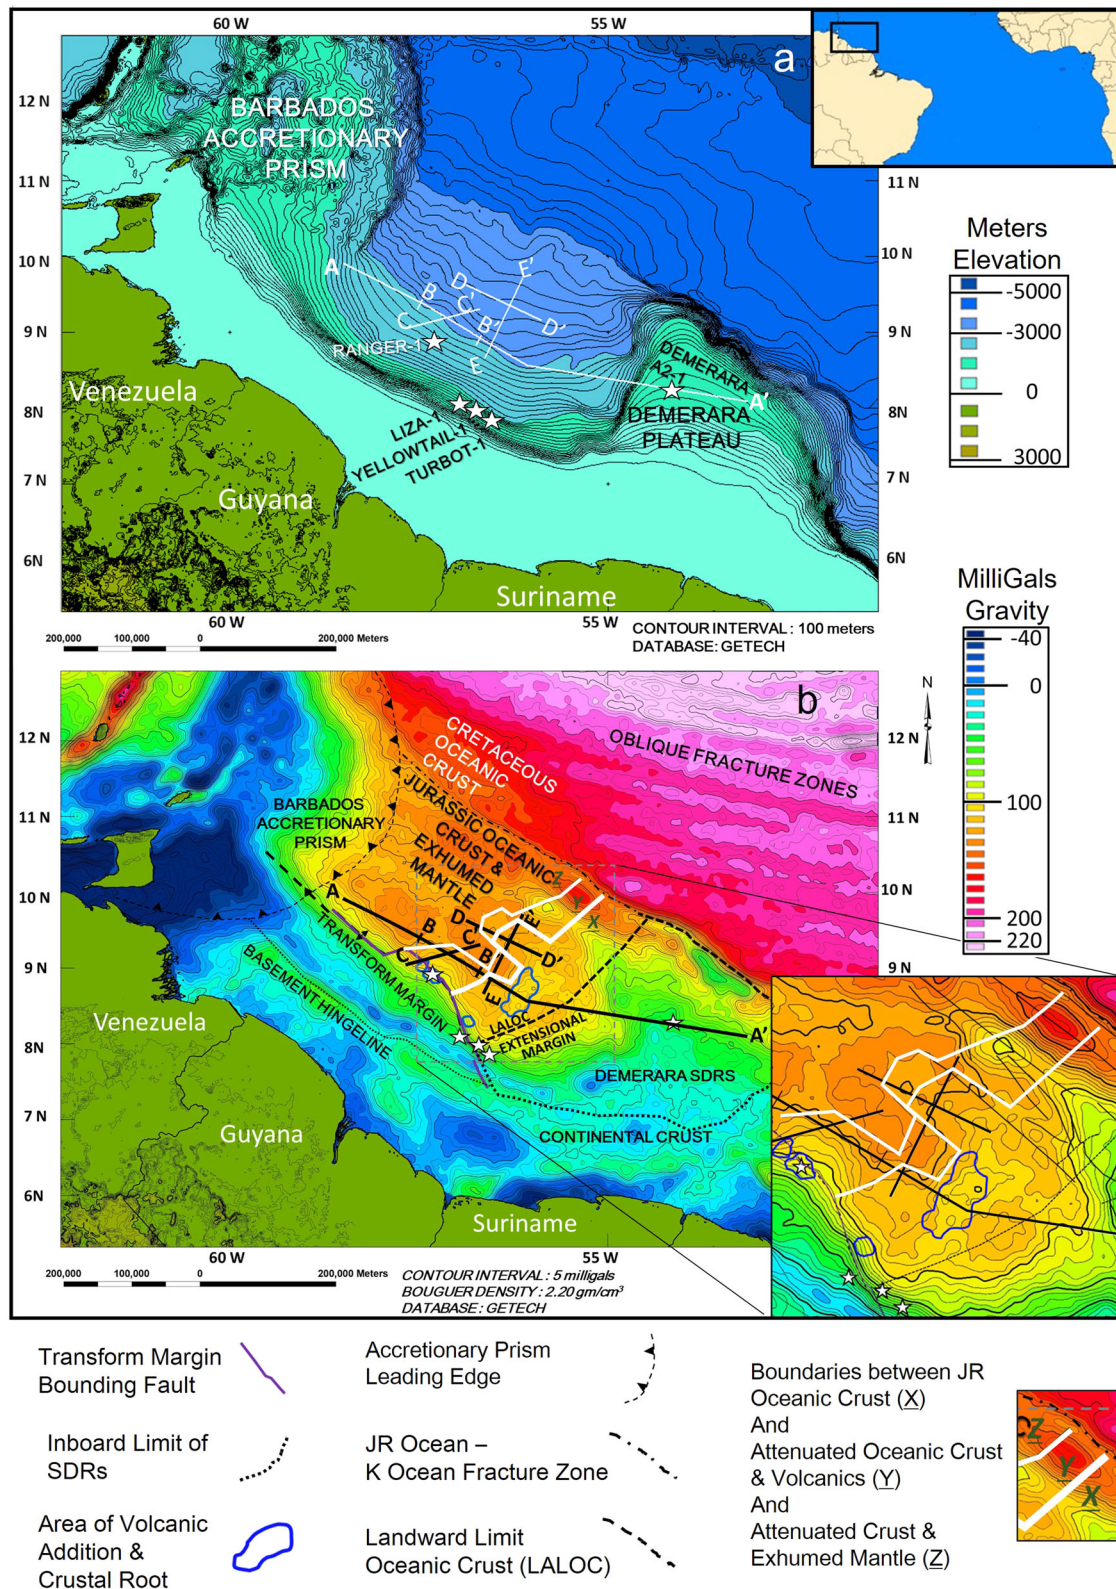 60 W
55 W
a
12 N
11 N
10 N
9 N
8 N
7 N
6 N
11 N
10 N
9 N
8 N
7 N
6 N
BARBADOS
ACCRETIONARY
PRISM
A
B
C
D
E'
C'
B'
D'
E
A'
RANGER-1
LIZA-1
YELLOWTAIL-1
TURBOT-1
DEMERARA
A2-1
DEMERARA
PLATEAU
Venezuela
Guyana
Suriname
60 W
55 W
200,000 100,000 0 200,000 Meters
CONTOUR INTERVAL : 100 meters
DATABASE: GETECH
Meters
Elevation
-5000
-3000
0
3000
MilliGals
Gravity
-40
0
100
200
220
N
b
12 N
11 N
10 N
9 N
8 N
7 N
6 N
12 N
11 N
10 N
9 N
CRETACEOUS
OCEANIC
CRUST
OBLIQUE FRACTURE ZONES
JURASSIC OCEANIC
CRUST &
EXHUMED
MANTLE
BARBADOS
ACCRETIONARY
PRISM
Z
Y
X
A
B
C
D
C'
B'
E'
D'
E
A'
TRANSFORM MARGIN
BASEMENT HINGELINE
LALOC
EXTENSIONAL
MARGIN
DEMERARA SDRS
CONTINENTAL CRUST
Venezuela
Guyana
Suriname
60 W
55 W
200,000 100,000 0 200,000 Meters
CONTOUR INTERVAL : 5 milligals
BOUGUER DENSITY : 2.20 gm/cm³
DATABASE: GETECH
Transform Margin
Bounding Fault
Inboard Limit of
SDRs
Area of Volcanic
Addition &
Crustal Root
Accretionary Prism
Leading Edge
JR Ocean –
K Ocean Fracture Zone
Landward Limit
Oceanic Crust (LALOC)
Boundaries between JR
Oceanic Crust (X)
And
Attenuated Oceanic Crust
& Volcanics (Y)
And
Attenuated Crust &
Exhumed Mantle (Z)
Z
Y
X